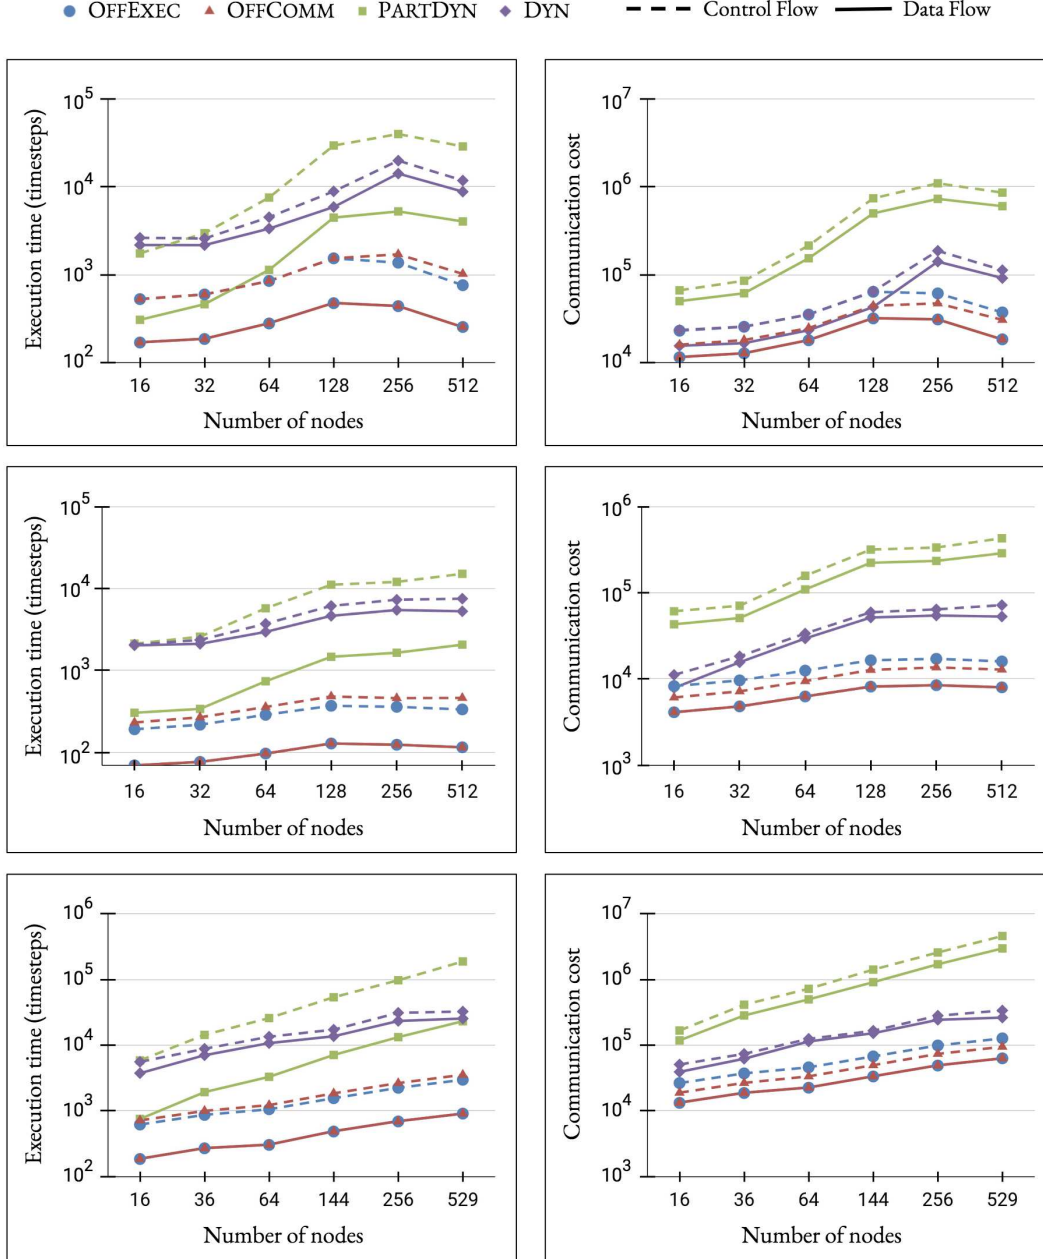 OFFEXEC OFFCOMM PARTDYN DYN Control Flow Data Flow
Execution time (timesteps)
10^5
10^4
10^3
10^2
16 32 64 128 256 512
Number of nodes
Communication cost
10^7
10^6
10^5
10^4
16 32 64 128 256 512
Number of nodes
Execution time (timesteps)
10^5
10^4
10^3
10^2
16 32 64 128 256 512
Number of nodes
Communication cost
10^6
10^5
10^4
10^3
16 32 64 128 256 512
Number of nodes
Execution time (timesteps)
10^6
10^5
10^4
10^3
10^2
16 36 64 144 256 529
Number of nodes
Communication cost
10^7
10^6
10^5
10^4
10^3
16 36 64 144 256 529
Number of nodes